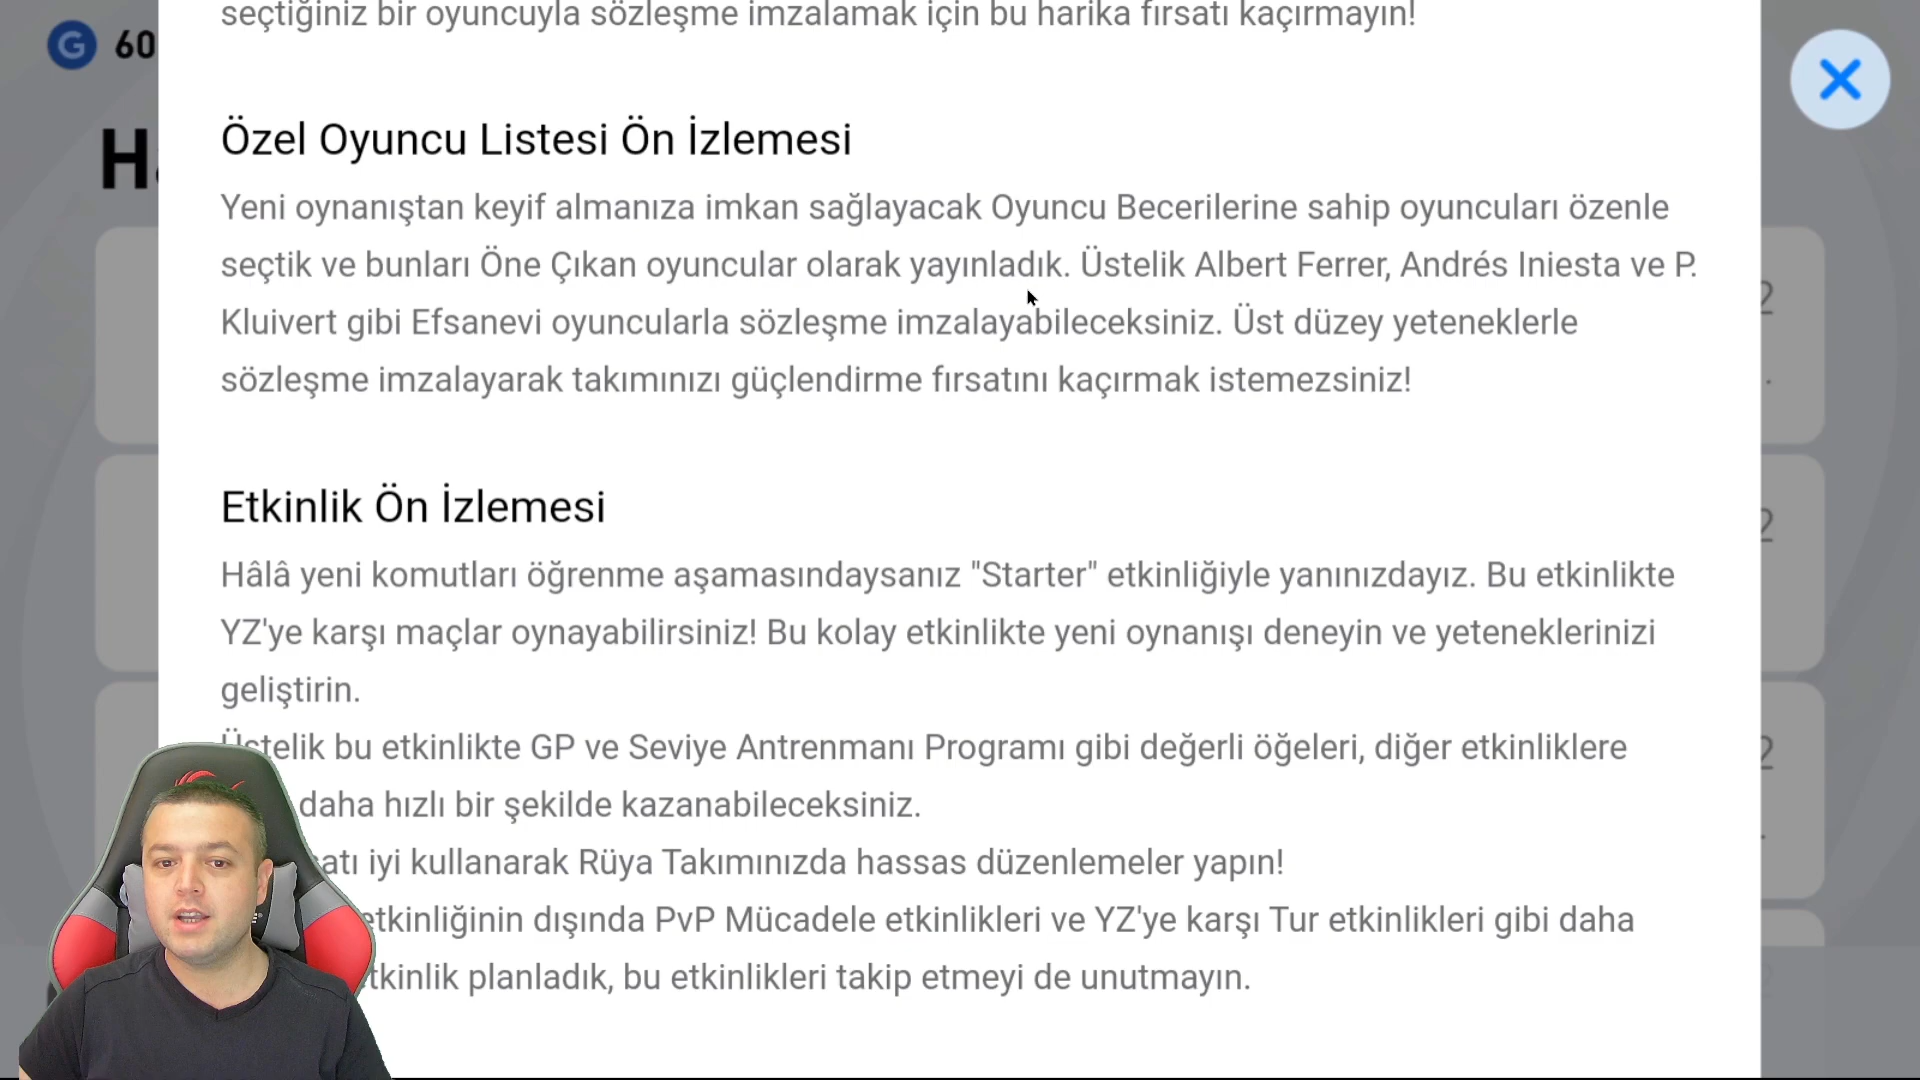 seçtiğiniz bir oyuncuyla sözleşme imzalamak için bu harika fırsatı kaçırmayın!
G 60
Özel Oyuncu Listesi Ön İzlemesi
Yeni oynanıştan keyif almanıza imkan sağlayacak Oyuncu Becerilerine sahip oyuncuları özenle
seçtik ve bunları Öne Çıkan oyuncular olarak yayınladık. Üstelik Albert Ferrer, Andrés Iniesta ve P.
Kluivert gibi Efsanevi oyuncularla sözleşme imzalayabileceksiniz. Üst düzey yeteneklerle
sözleşme imzalayarak takımınızı güçlendirme fırsatını kaçırmak istemezsiniz!
Etkinlik Ön İzlemesi
Hâlâ yeni komutları öğrenme aşamasındaysanız "Starter" etkinliğiyle yanınızdayız. Bu etkinlikte
YZ'ye karşı maçlar oynayabilirsiniz! Bu kolay etkinlikte yeni oynanışı deneyin ve yeteneklerinizi
geliştirin.
Üstelik bu etkinlikte GP ve Seviye Antrenmanı Programı gibi değerli öğeleri, diğer etkinliklere
daha hızlı bir şekilde kazanabileceksiniz.
iyi kullanarak Rüya Takımınızda hassas düzenlemeler yapın!
etkinliğinin dışında PvP Mücadele etkinlikleri ve YZ'ye karşı Tur etkinlikleri gibi daha
etkinlik planladık, bu etkinlikleri takip etmeyi de unutmayın.